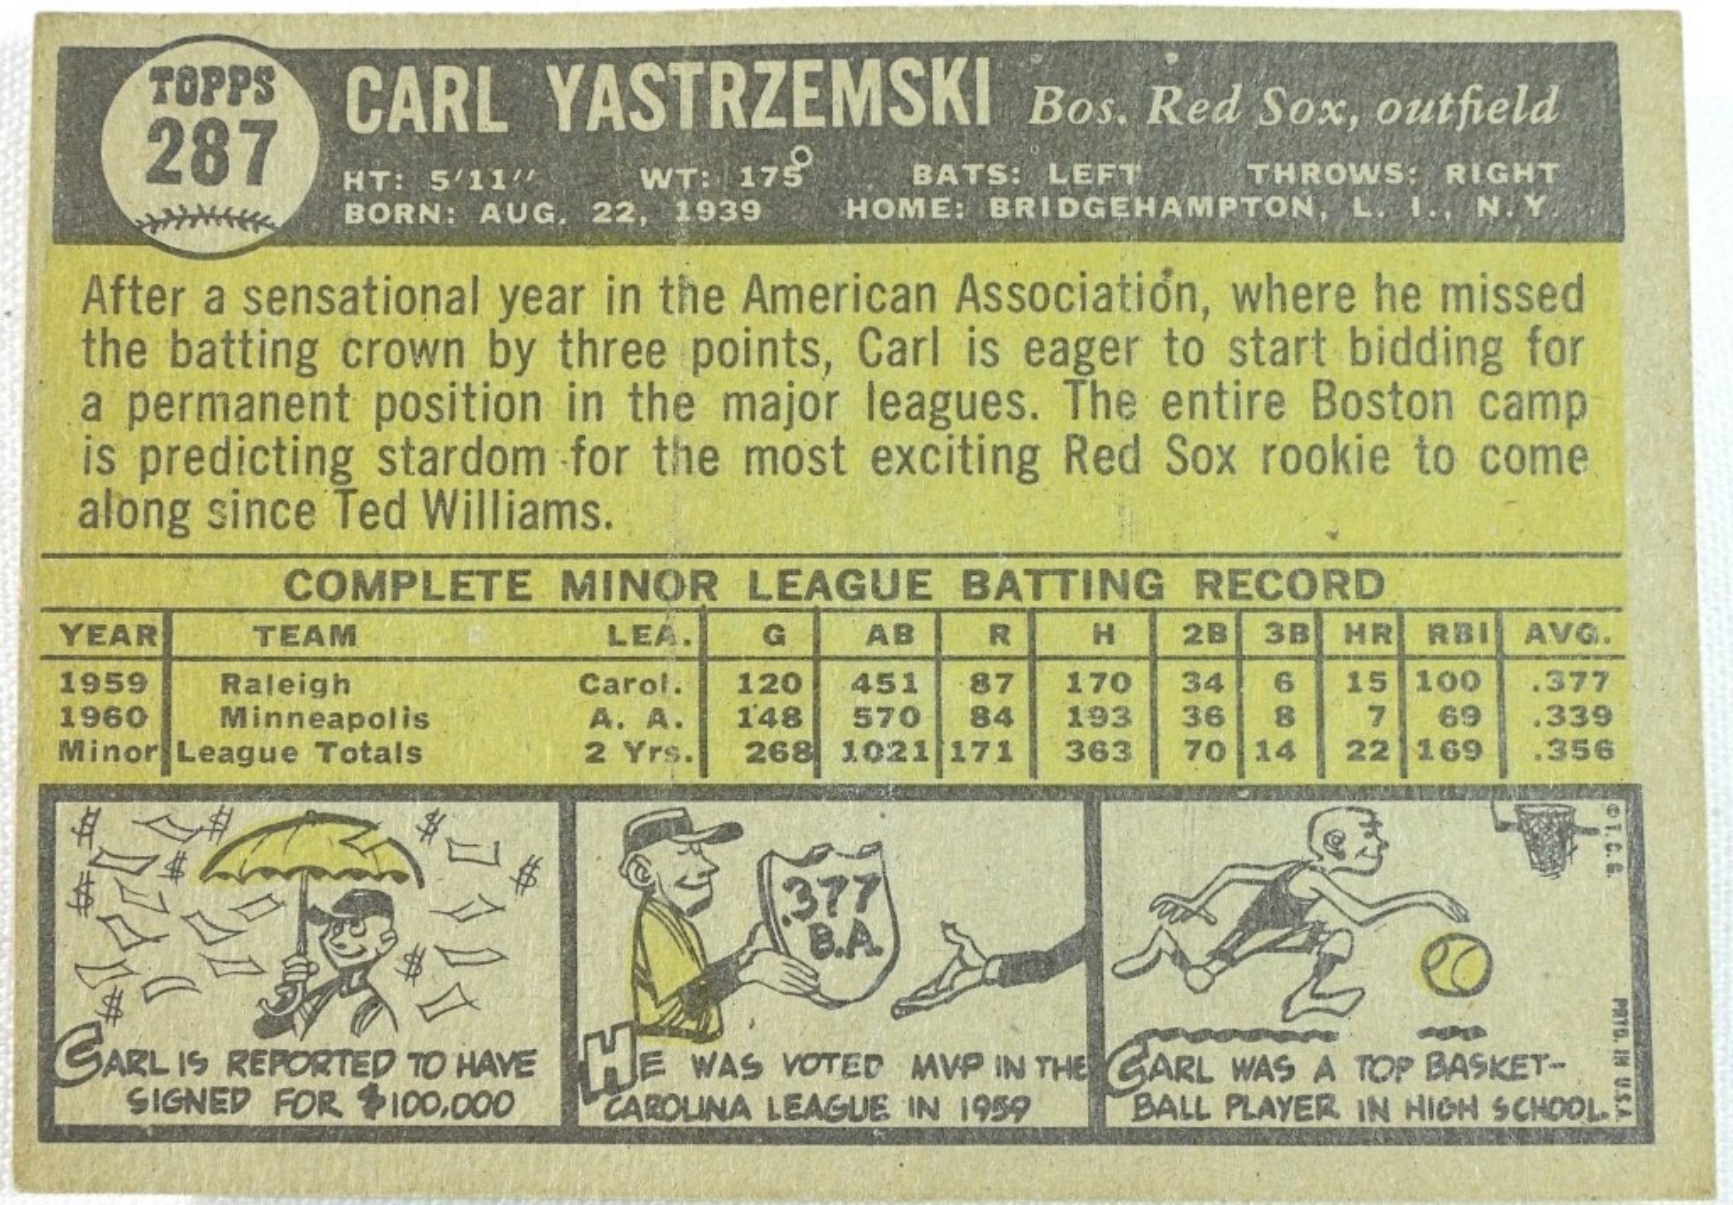 TOPPS
287
CARL YASTRZEMSKI Bos. Red Sox, outfield
HT: 5'11" WT: 175 BATS: LEFT THROWS: RIGHT
BORN: AUG. 22, 1939 HOME: BRIDGEHAMPTON, L. I., N.Y.
After a sensational year in the American Association, where he missed
the batting crown by three points, Carl is eager to start bidding for
a permanent position in the major leagues. The entire Boston camp
is predicting stardom for the most exciting Red Sox rookie to come
along since Ted Williams.
COMPLETE MINOR LEAGUE BATTING RECORD
YEAR TEAM LEA. G AB R H 2B 3B HR RBI AVG.
1959 Raleigh Carol. 120 451 87 170 34 6 15 100 .377
1960 Minneapolis A. A. 148 570 84 193 36 8 7 69 .339
Minor League Totals 2 Yrs. 268 1021 171 363 70 14 22 169 .356
$ $ $ $ $ $ $ $
CARL IS REPORTED TO HAVE
SIGNED FOR $100,000
.377
B.A.
HE WAS VOTED MVP IN THE
CAROLINA LEAGUE IN 1959
CARL WAS A TOP BASKET-
BALL PLAYER IN HIGH SCHOOL.
© T.C.G.
PRTD. IN U.S.A.